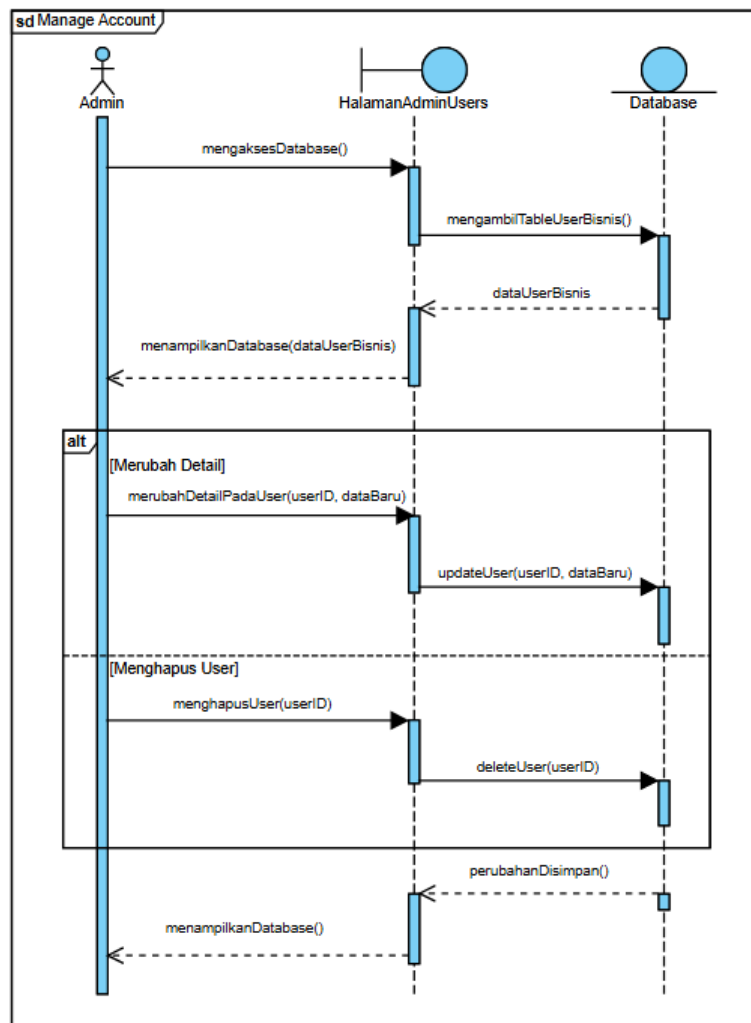 sd Manage Account
Admin
HalamanAdminUsers
Database
mengaksesDatabase()
mengambilTableUserBisnis()
dataUserBisnis
menampilkanDatabase(dataUserBisnis)
alt
[Merubah Detail]
merubahDetailPadaUser(userID, dataBaru)
updateUser(userID, dataBaru)
[Menghapus User]
menghapusUser(userID)
deleteUser(userID)
perubahanDisimpan()
menampilkanDatabase()